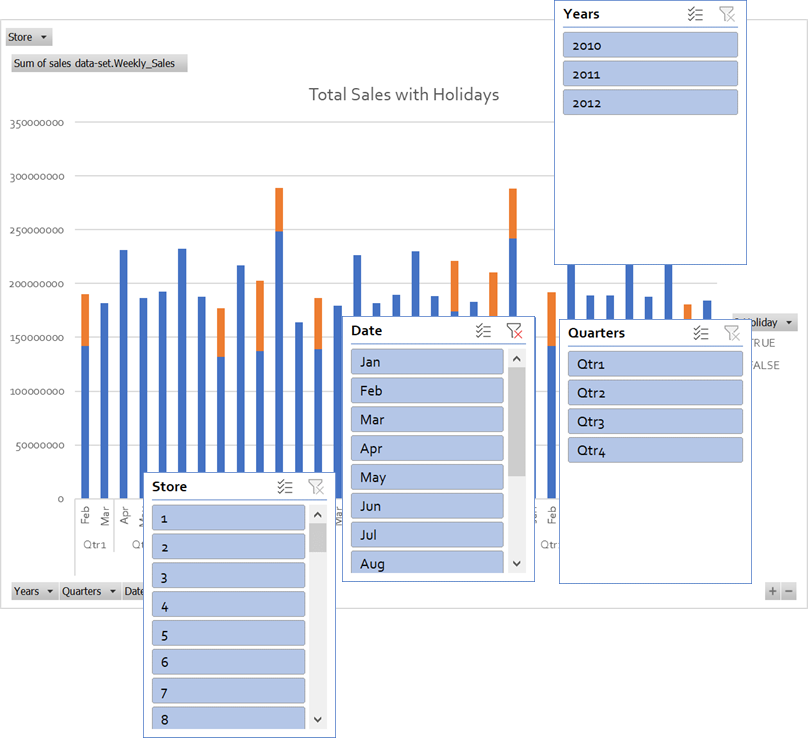 Years
2010
2011
2012
Store
Sum of sales data-set.Weekly_Sales
Total Sales with Holidays
350000000
300000000
250000000
200000000
150000000
100000000
50000000
0
Feb
Mar
Apr
Mar
Feb
Qtr1
Holiday
TRUE
FALSE
Date
Jan
Feb
Mar
Apr
May
Jun
Jul
Aug
Quarters
Qtr1
Qtr2
Qtr3
Qtr4
Store
1
2
3
4
5
6
7
8
Years
Quarters
Date